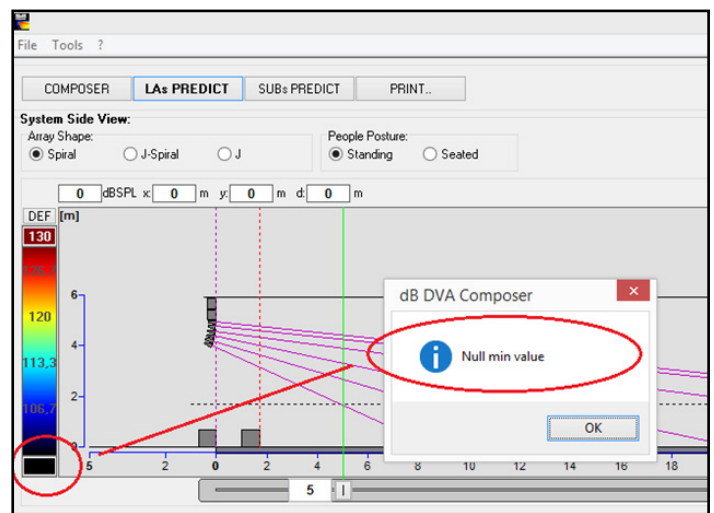 File Tools ?
COMPOSER LAs PREDICT SUBs PREDICT PRINT..
System Side View:
Array Shape: People Posture:
Spiral J-Spiral J Standing Seated
0 dBSPL x: 0 m y: 0 m d: 0 m
DEF [m]
130
126,7
6
dB DVA Composer x
120
4
Null min value
113,3
2
106,7
OK
0
5 2 0 2 4 6 8 10 12 14 16 18
5